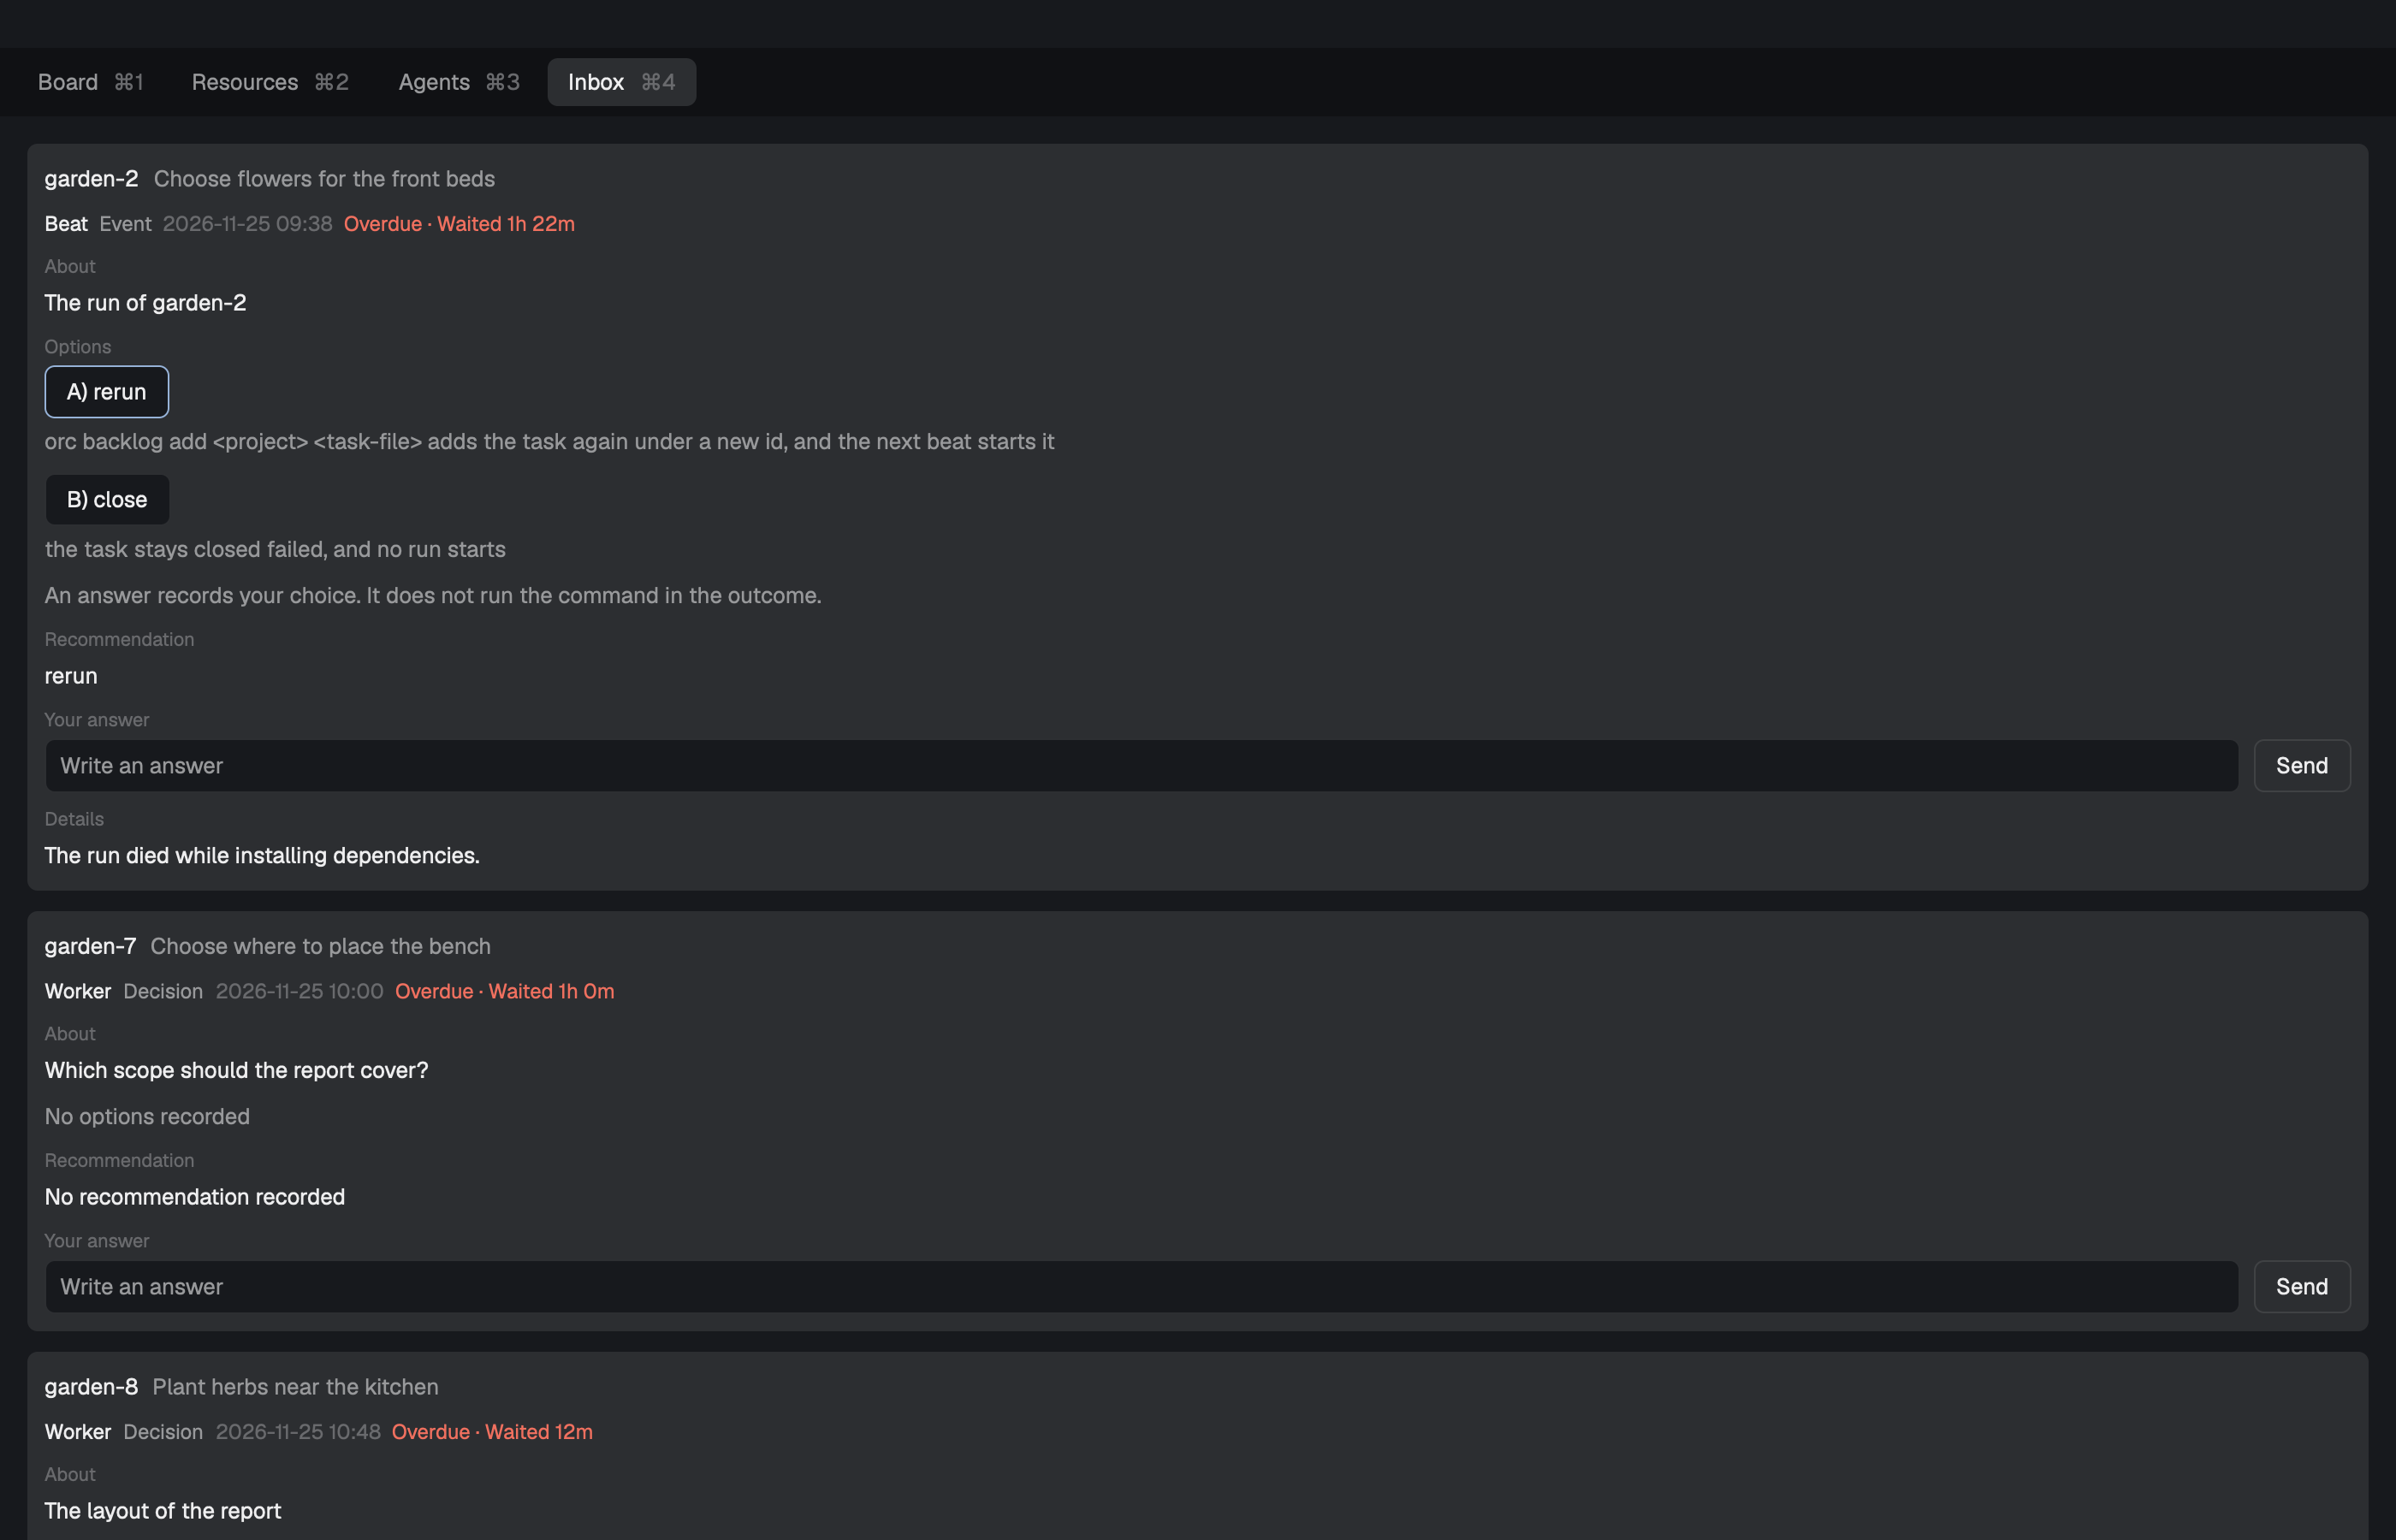 Board ⌘1 Resources ⌘2 Agents ⌘3 Inbox ⌘4
garden-2 Choose flowers for the front beds
Beat Event 2026-11-25 09:38 Overdue · Waited 1h 22m
About
The run of garden-2
Options
A) rerun
orc backlog add <project> <task-file> adds the task again under a new id, and the next beat starts it
B) close
the task stays closed failed, and no run starts
An answer records your choice. It does not run the command in the outcome.
Recommendation
rerun
Your answer
Write an answer Send
Details
The run died while installing dependencies.
garden-7 Choose where to place the bench
Worker Decision 2026-11-25 10:00 Overdue · Waited 1h 0m
About
Which scope should the report cover?
No options recorded
Recommendation
No recommendation recorded
Your answer
Write an answer Send
garden-8 Plant herbs near the kitchen
Worker Decision 2026-11-25 10:48 Overdue · Waited 12m
About
The layout of the report